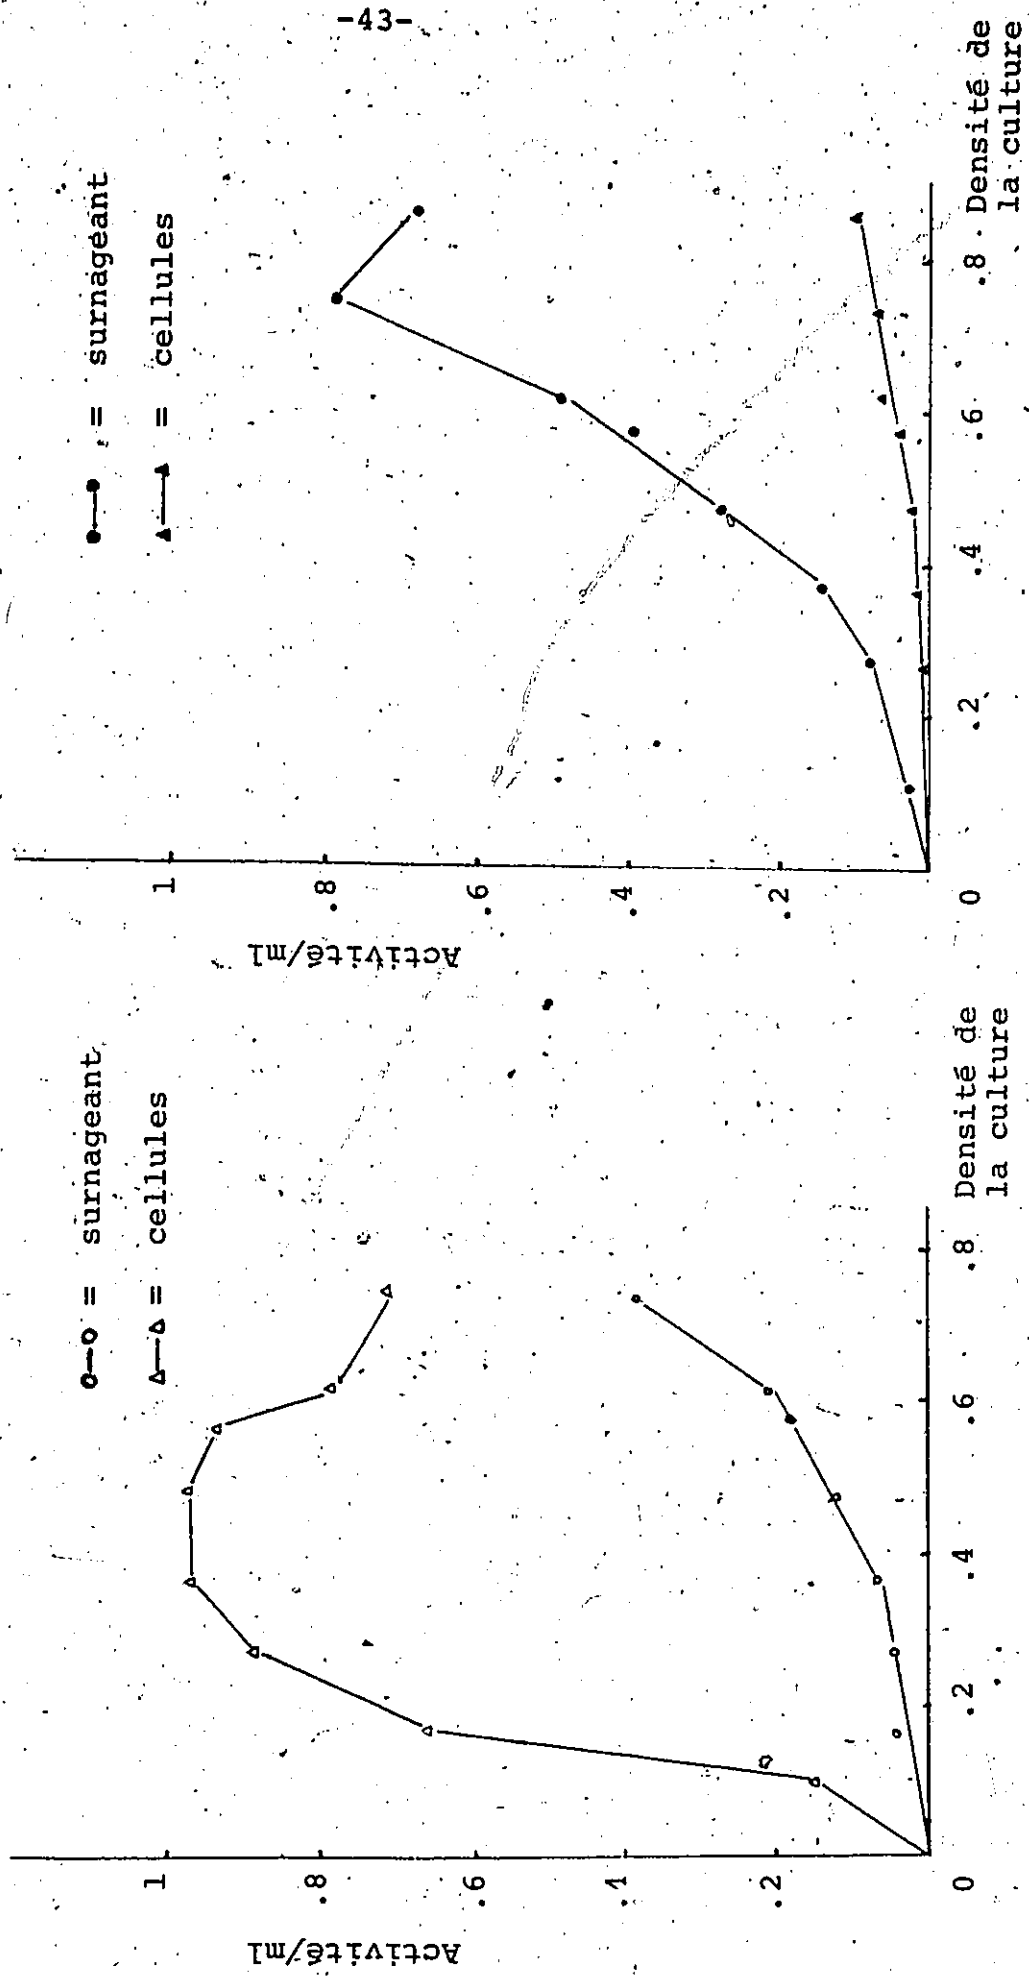 -43-
o—o = surnageant
Δ—Δ = cellules
Activité/ml
1
.8
.6
.4
.2
0
.2
.4
.6
.8
Densité de
la culture
●—● = surnageant
▲—▲ = cellules
Activité/ml
1
.8
.6
.4
.2
0
.2
.4
.6
.8
Densité de
la culture